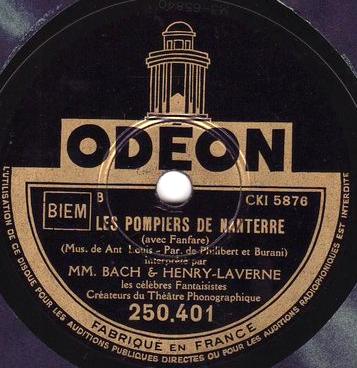 ODÉON
BIEM
B
CKI 5876
LES POMPIERS DE NANTERRE
(avec Fanfare)
(Mus. de Ant Louis - Par. de Philibert et Burani)
Interprété par
MM. BACH & HENRY-LAVERNE
les célèbres Fantaisistes
Créateurs du Théâtre Phonographique
250.401
FABRIQUÉ EN FRANCE
L'UTILISATION DE CE DISQUE POUR LES AUDITIONS PUBLIQUES DIRECTES OU POUR LES AUDITIONS RADIOPHONIQUES EST INTERDITE